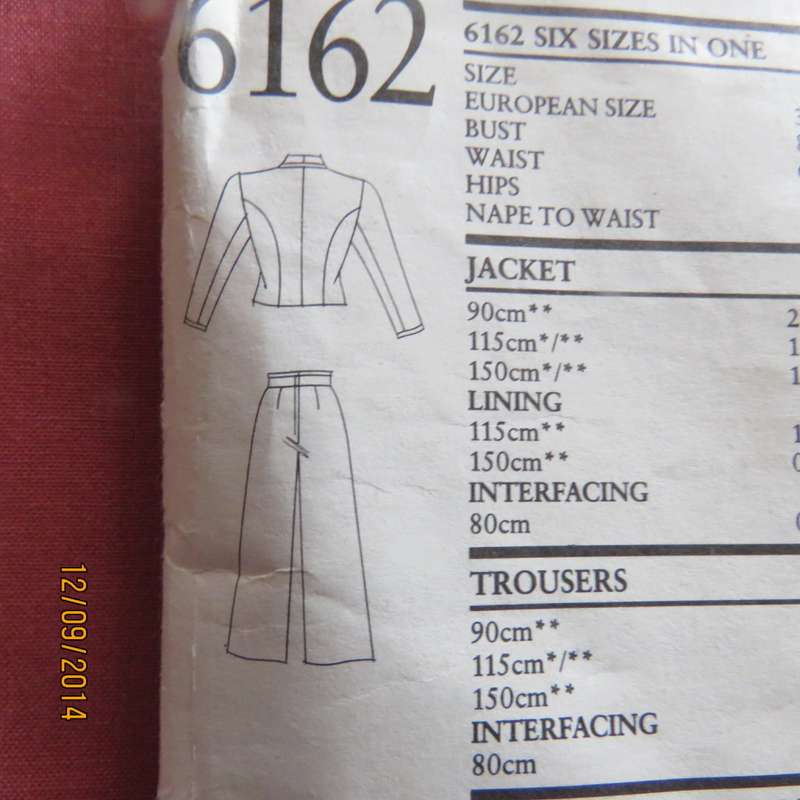 6162
6162 SIX SIZES IN ONE
SIZE
EUROPEAN SIZE
BUST
WAIST
HIPS
NAPE TO WAIST
JACKET
90cm**
115cm*/**
150cm*/**
LINING
115cm**
150cm**
INTERFACING
80cm
TROUSERS
90cm**
115cm*/**
150cm**
INTERFACING
80cm
12/09/2014